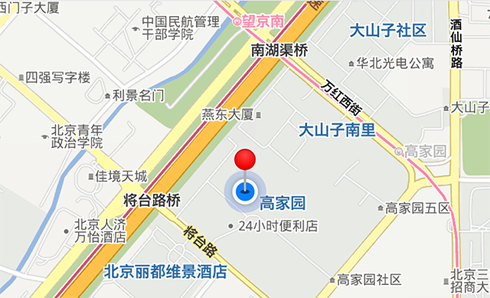 西门子大厦
中国民航管理
干部学院
望京南
大山子社区
酒仙桥路
南湖渠桥
四强写字楼
华北光电公寓
利景名门
万红西街
燕东大厦
大山子
北京青年
政治学院
大山子南里
高家园
佳境天城
将台路桥
高家园
高家园五区
北京人济
万怡酒店
24小时便利店
将台路
北京丽都维景酒店
高家园社区
北京三
招商大